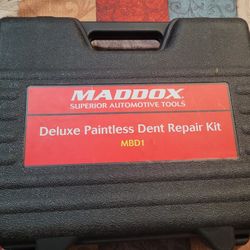 MADDOX
SUPERIOR AUTOMOTIVE TOOLS
Deluxe Paintless Dent Repair Kit
MBD1